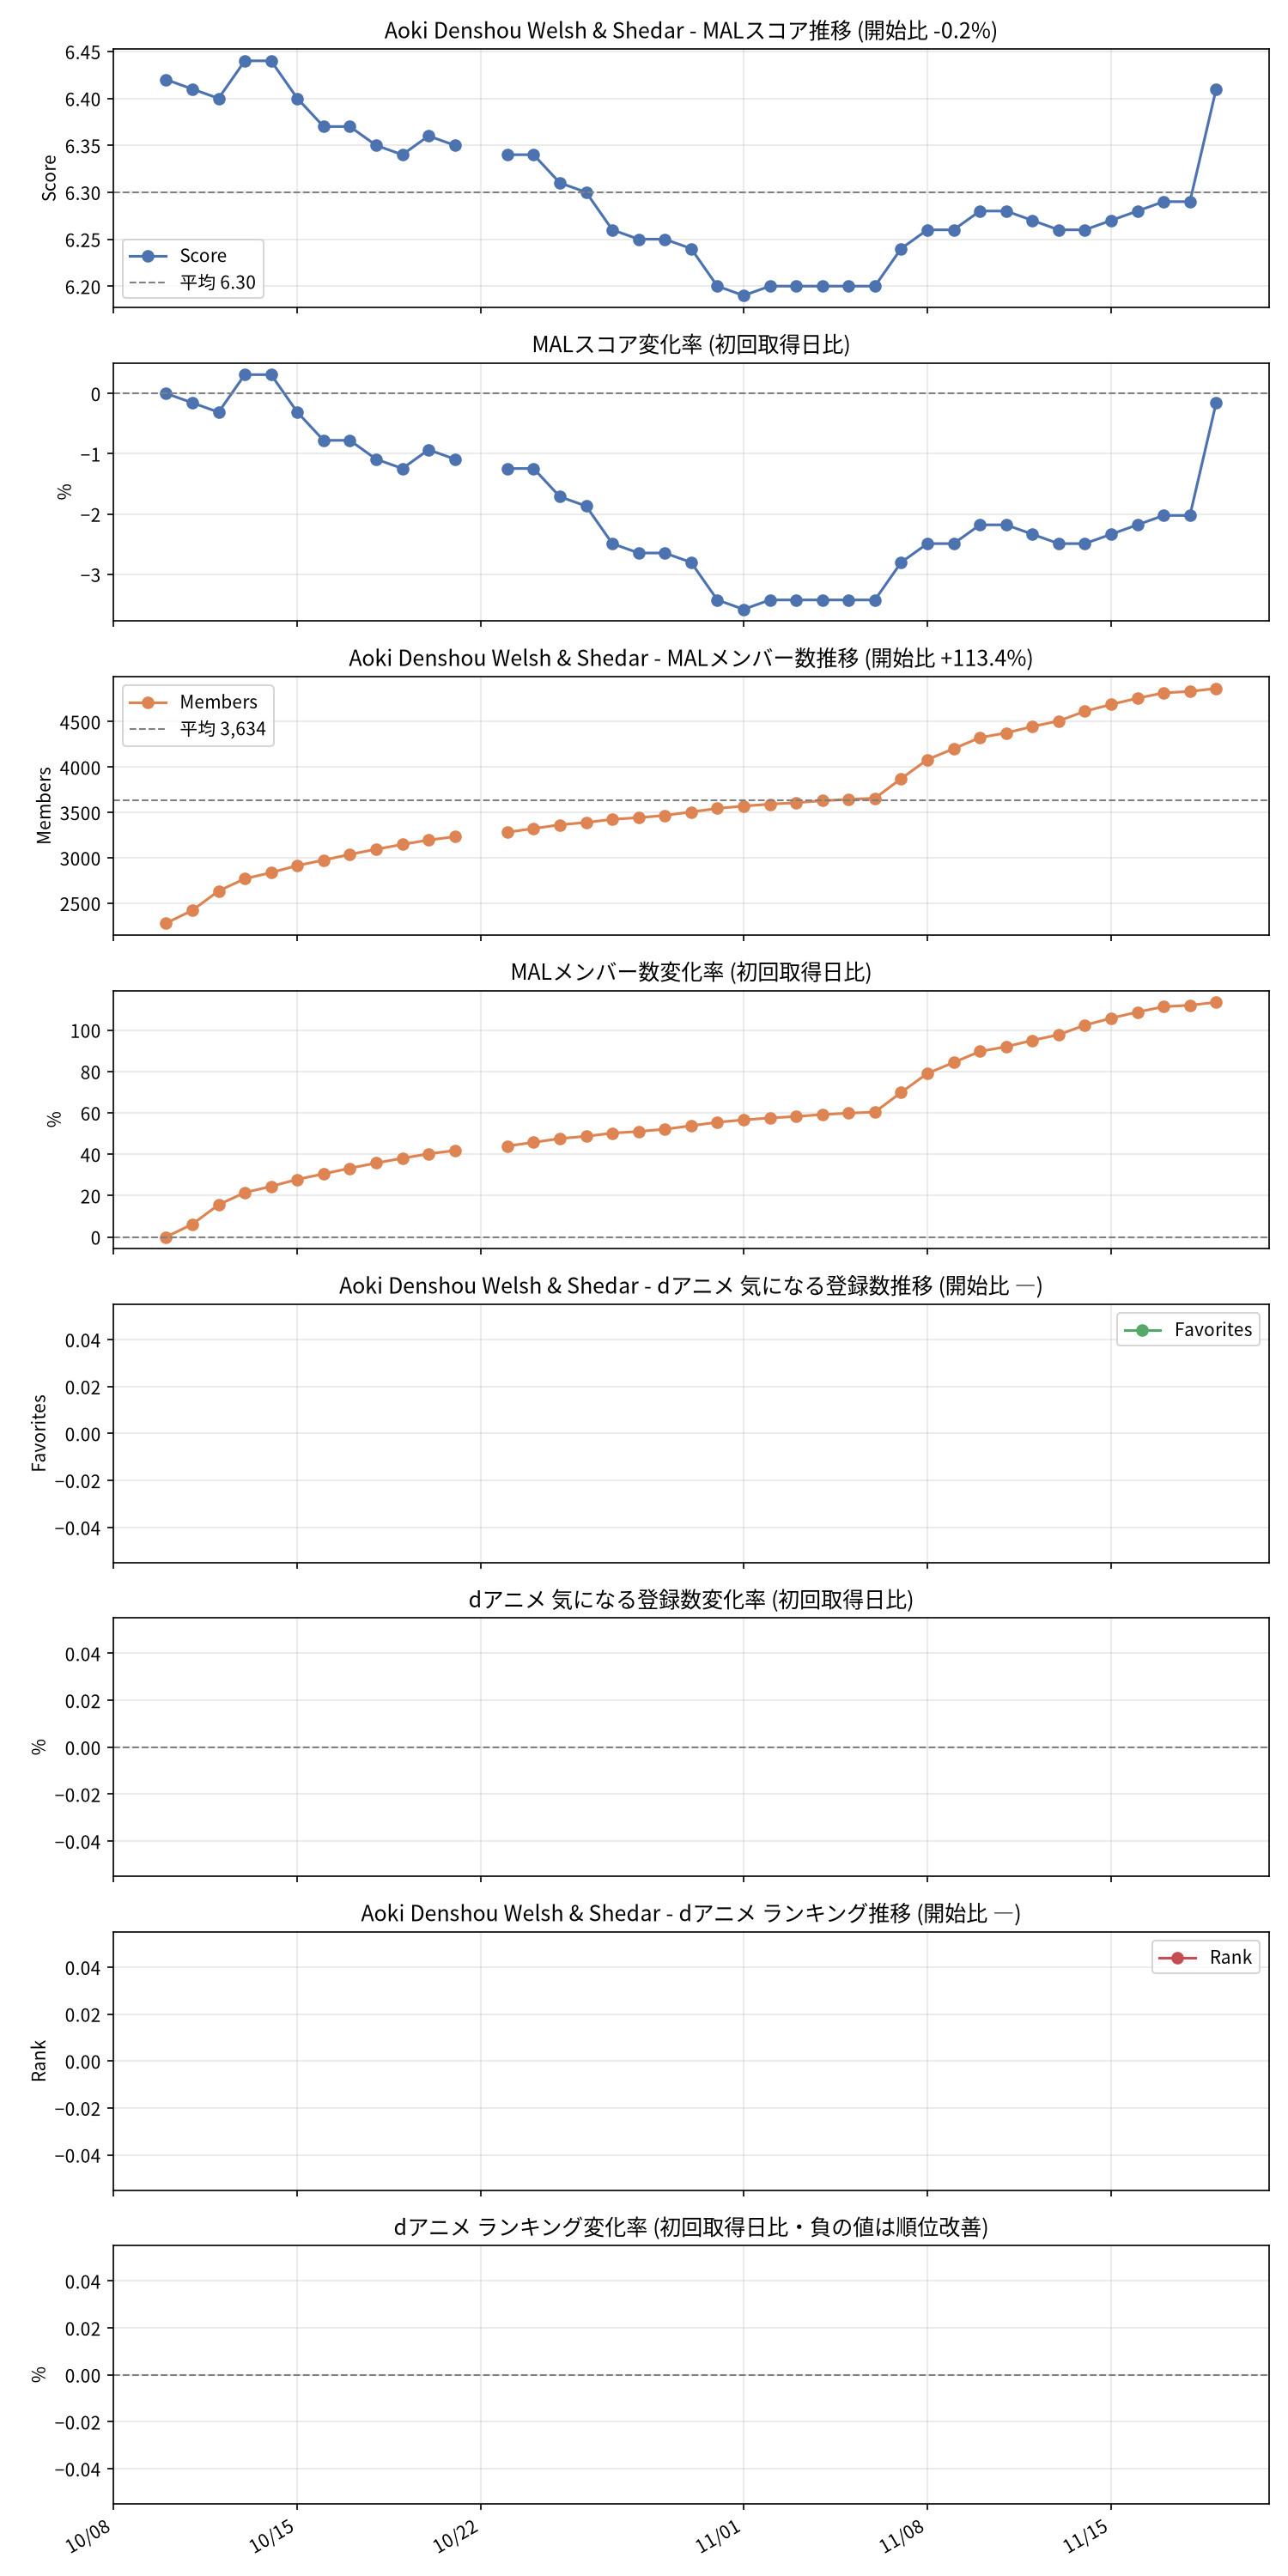 Aoki Denshou Welsh & Shedar - MALスコア推移 (開始比 -0.2%)
Score
6.45
6.40
6.35
6.30
6.25
6.20
Score
平均 6.30
MALスコア変化率 (初回取得日比)
%
0
−1
−2
−3
Aoki Denshou Welsh & Shedar - MALメンバー数推移 (開始比 +113.4%)
Members
4500
4000
3500
3000
2500
Members
平均 3,634
MALメンバー数変化率 (初回取得日比)
%
100
80
60
40
20
0
Aoki Denshou Welsh & Shedar - dアニメ 気になる登録数推移 (開始比 —)
Favorites
0.04
0.02
0.00
−0.02
−0.04
Favorites
dアニメ 気になる登録数変化率 (初回取得日比)
%
0.04
0.02
0.00
−0.02
−0.04
Aoki Denshou Welsh & Shedar - dアニメ ランキング推移 (開始比 —)
Rank
0.04
0.02
0.00
−0.02
−0.04
Rank
dアニメ ランキング変化率 (初回取得日比・負の値は順位改善)
%
0.04
0.02
0.00
−0.02
−0.04
10/08
10/15
10/22
11/01
11/08
11/15